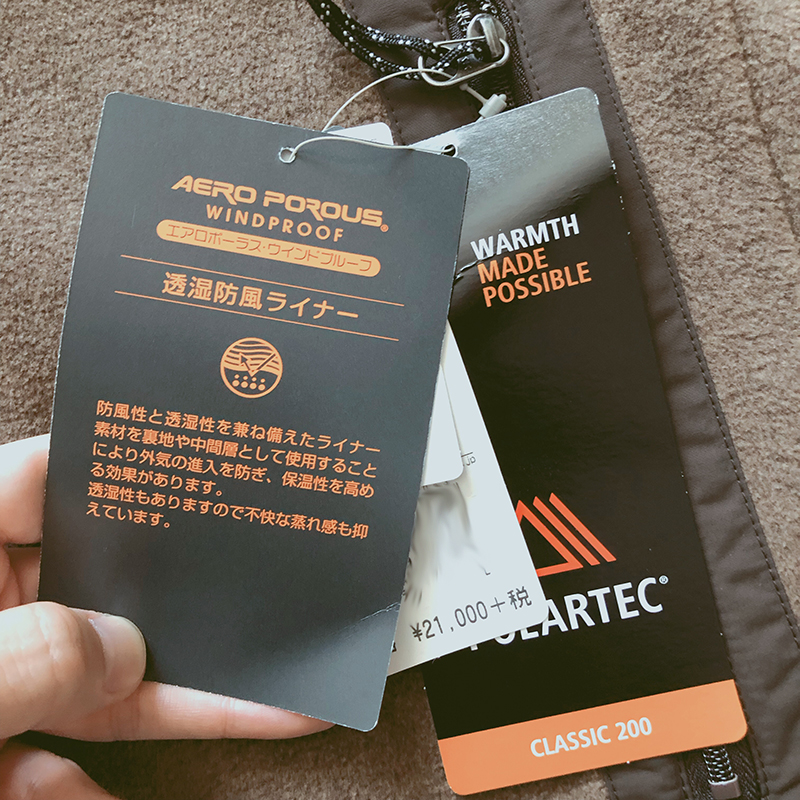 AERO POROUS®
WINDPROOF
エアロポーラス・ウインドプルーフ
透湿防風ライナー
防風性と透湿性を兼ね備えたライナー
素材を裏地や中間層として使用すること
により外気の進入を防ぎ、保温性を高め
る効果があります。
透湿性もありますので不快な蒸れ感も抑
えています。
WARMTH
MADE
POSSIBLE
.jp
L
¥21,000+税
POLARTEC®
CLASSIC 200